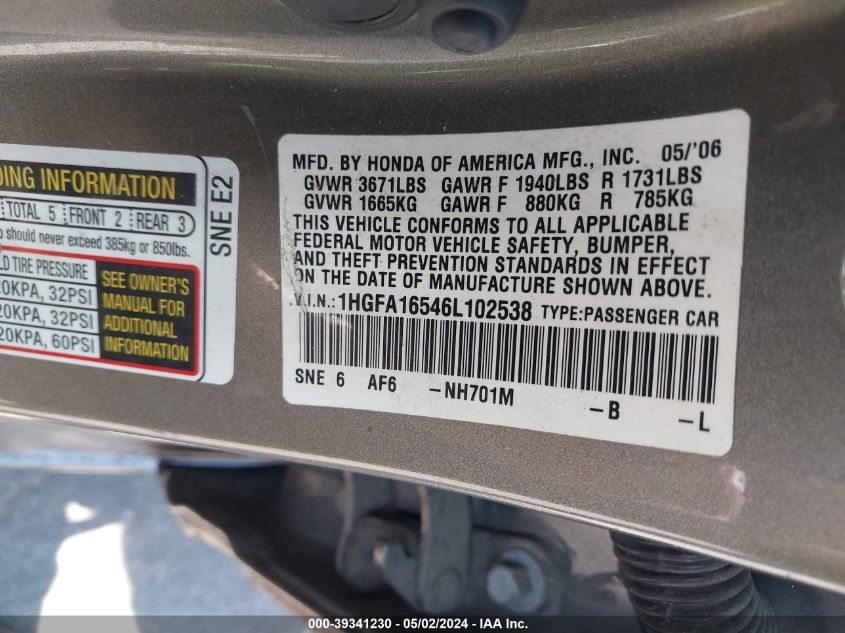 DING INFORMATION
TOTAL 5 FRONT 2 REAR 3
o should never exceed 385kg or 850lbs.
D TIRE PRESSURE
20KPA, 32PSI
20KPA, 32PSI
20KPA, 60PSI
SEE OWNER'S
MANUAL FOR
ADDITIONAL
INFORMATION
SNE E2
MFD. BY HONDA OF AMERICA MFG., INC. 05/'06
GVWR 3671LBS GAWR F 1940LBS R 1731LBS
GVWR 1665KG GAWR F 880KG R 785KG
THIS VEHICLE CONFORMS TO ALL APPLICABLE
FEDERAL MOTOR VEHICLE SAFETY, BUMPER,
AND THEFT PREVENTION STANDARDS IN EFFECT
ON THE DATE OF MANUFACTURE SHOWN ABOVE.
V.I.N.: 1HGFA16546L102538 TYPE:PASSENGER CAR
SNE 6 AF6 -NH701M -B -L
000-39341230 - 05/02/2024 - IAA Inc.